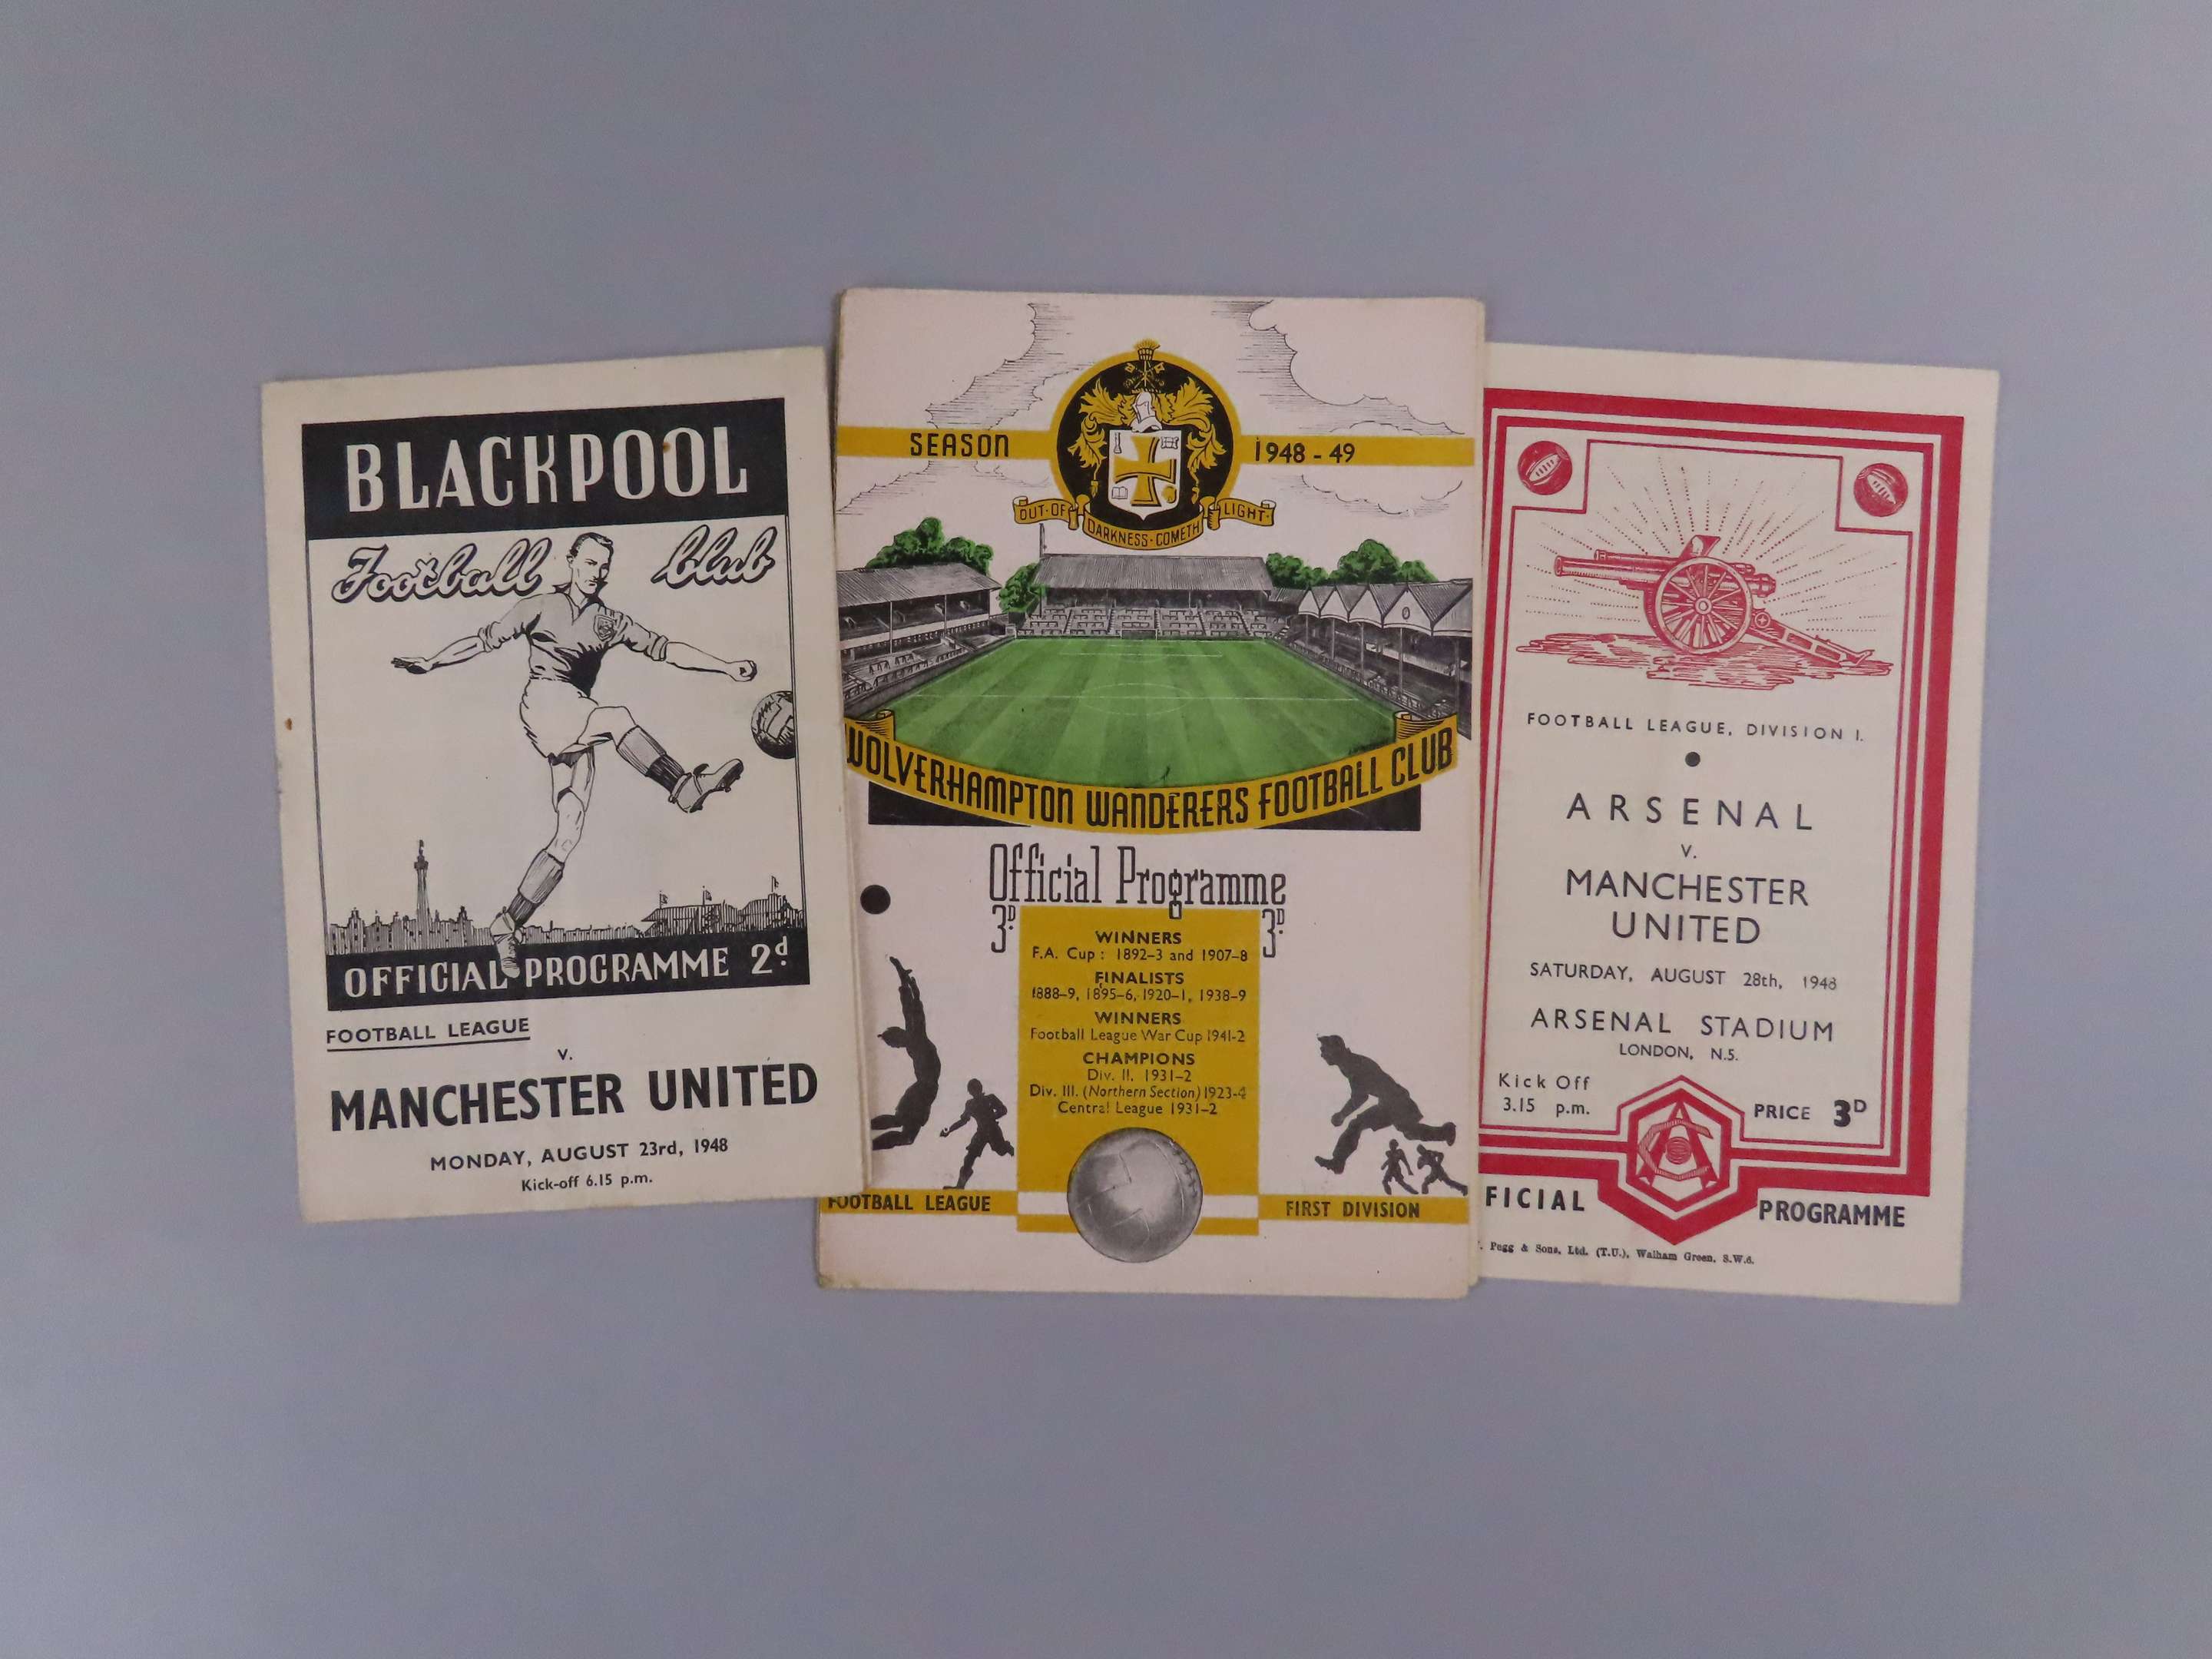 BLACKPOOL
Football Club
OFFICIAL PROGRAMME 2d.
FOOTBALL LEAGUE
v.
MANCHESTER UNITED
MONDAY, AUGUST 23rd, 1948
Kick-off 6.15 p.m.
SEASON 1948-49
OUT·OF DARKNESS·COMETH LIGHT·
WOLVERHAMPTON WANDERERS FOOTBALL CLUB
Official Programme
3D. 3D.
WINNERS
F.A. Cup: 1892-3 and 1907-8
FINALISTS
1888-9, 1895-6, 1920-1, 1938-9
WINNERS
Football League War Cup 1941-2
CHAMPIONS
Div. II. 1931-2
Div. III. (Northern Section) 1923-4
Central League 1931-2
FOOTBALL LEAGUE FIRST DIVISION
FOOTBALL LEAGUE, DIVISION I.
ARSENAL
v.
MANCHESTER
UNITED
SATURDAY, AUGUST 28th, 1948
ARSENAL STADIUM
LONDON, N.5.
Kick Off
3.15 p.m.
PRICE 3D
FICIAL PROGRAMME
Pegg & Sons, Ltd. (T.U.), Walham Green, S.W.6.